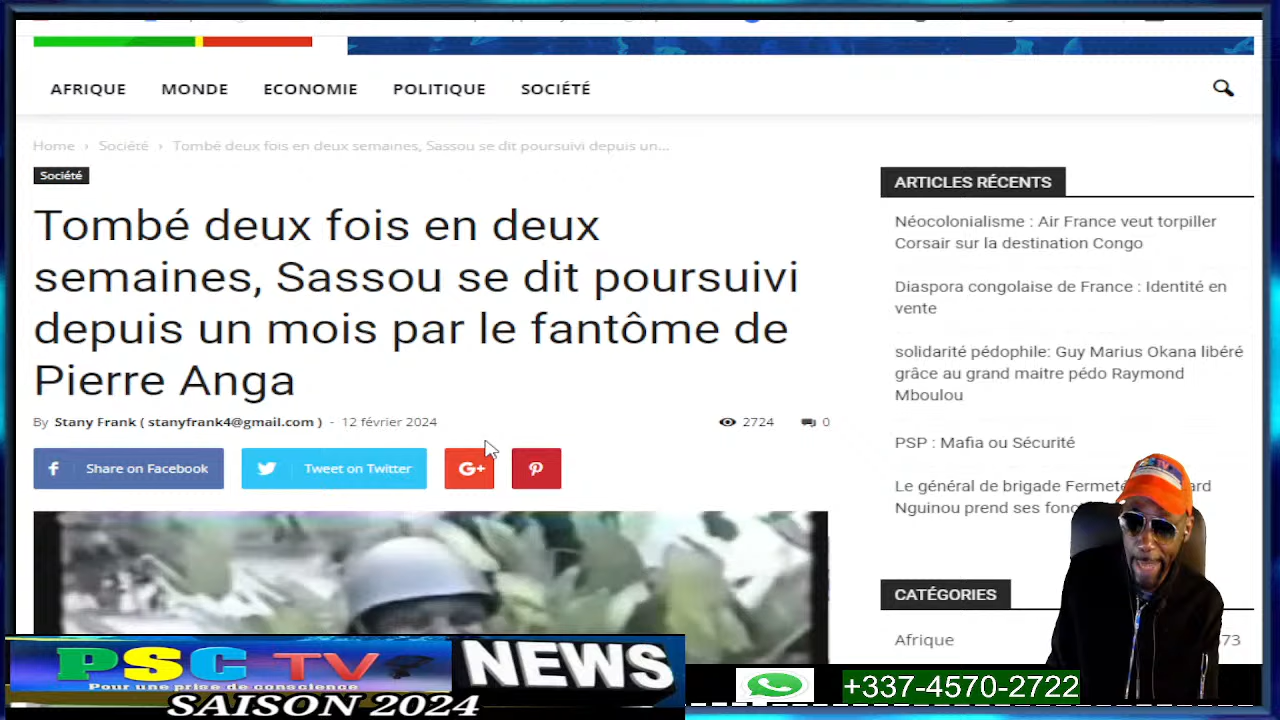 AFRIQUE MONDE ECONOMIE POLITIQUE SOCIÉTÉ
Home › Société › Tombé deux fois en deux semaines, Sassou se dit poursuivi depuis un...
Société
Tombé deux fois en deux
semaines, Sassou se dit poursuivi
depuis un mois par le fantôme de
Pierre Anga
By Stany Frank ( stanyfrank4@gmail.com ) - 12 février 2024
2724 0
f Share on Facebook Tweet on Twitter G+
ARTICLES RÉCENTS
Néocolonialisme : Air France veut torpiller
Corsair sur la destination Congo
Diaspora congolaise de France : Identité en
vente
solidarité pédophile: Guy Marius Okana libéré
grâce au grand maitre pédo Raymond
Mboulou
PSP : Mafia ou Sécurité
Le général de brigade
Nguinou prend ses
CATÉGORIES
Afrique
PSC TV NEWS
Pour une prise de conscience
SAISON 2024
+337-4570-2722